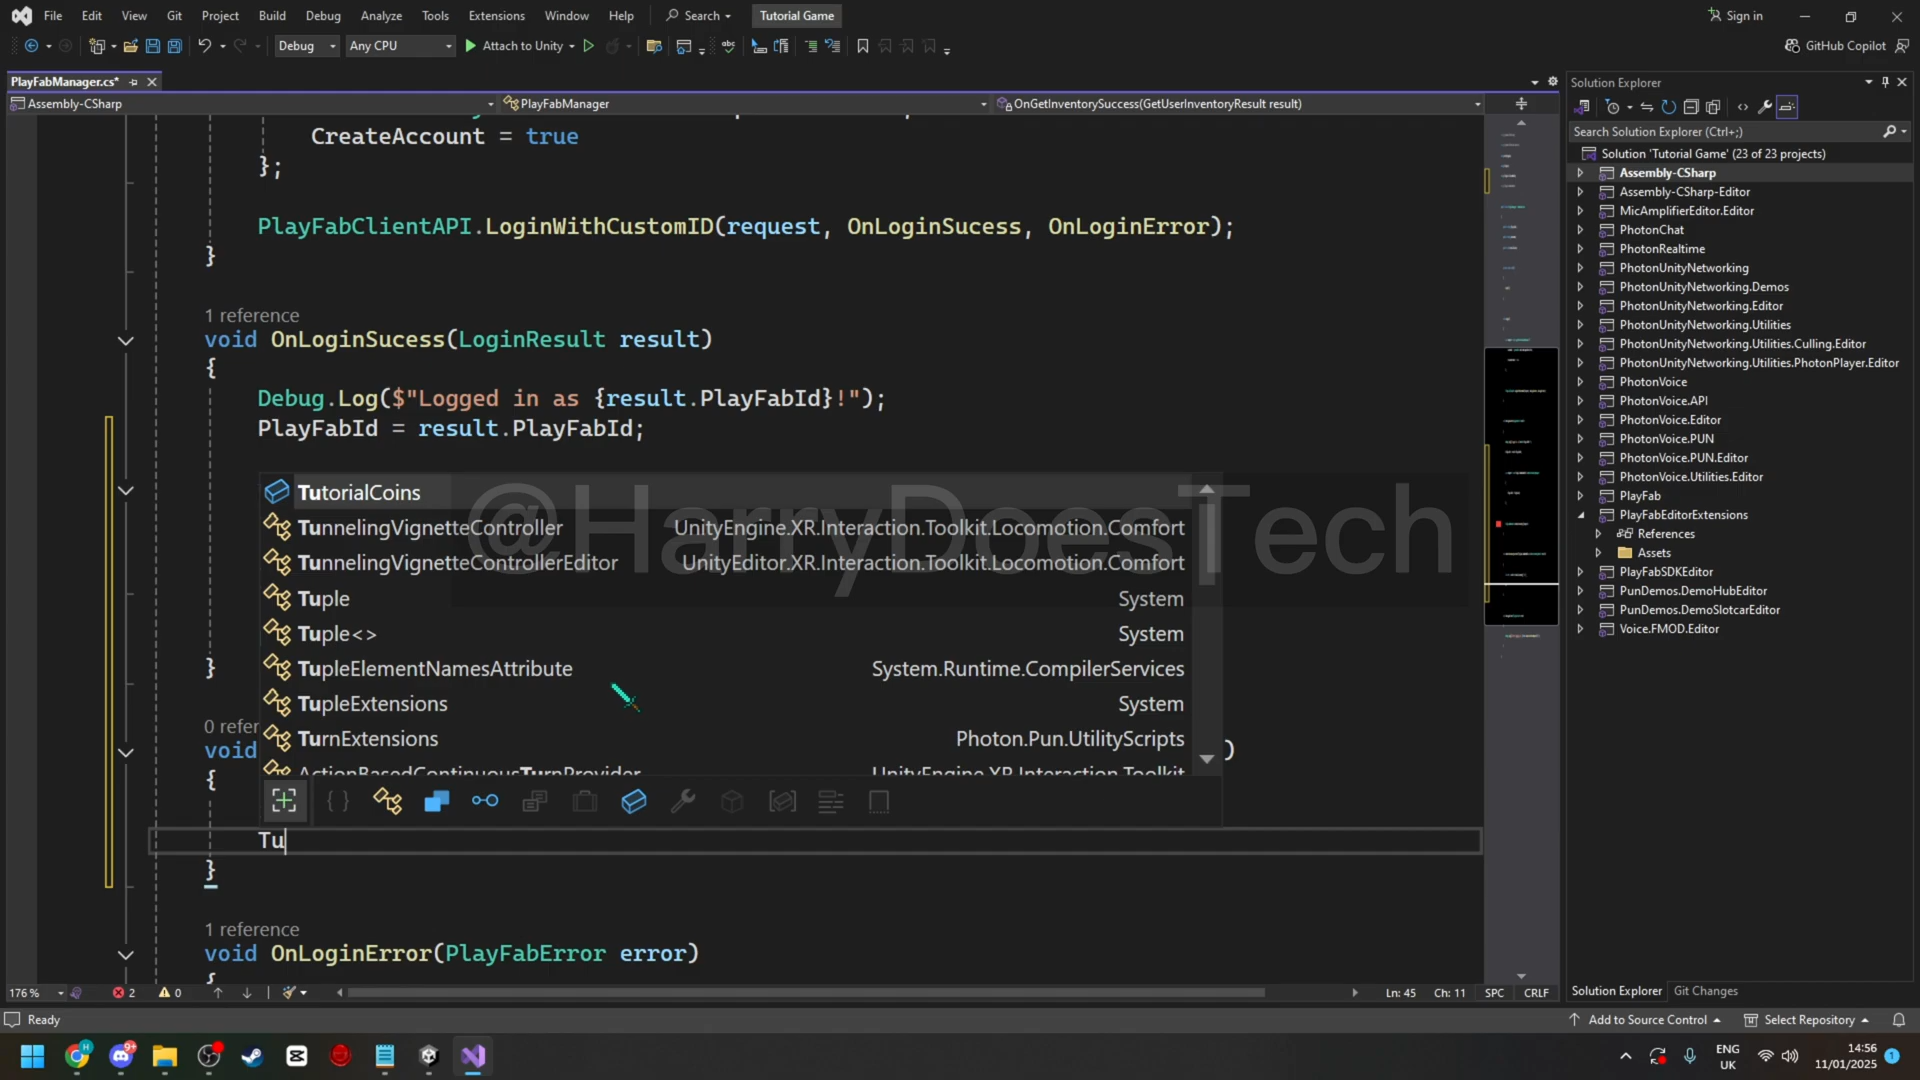 File Edit View Git Project Build Debug Analyze Tools Extensions Window Help Search Tutorial Game Sign in
Debug Any CPU Attach to Unity GitHub Copilot
PlayFabManager.cs*
Assembly-CSharp PlayFabManager OnGetInventorySuccess(GetUserInventoryResult result)
CreateAccount = true
};
PlayFabClientAPI.LoginWithCustomID(request, OnLoginSucess, OnLoginError);
}
1 reference
void OnLoginSucess(LoginResult result)
{
Debug.Log($"Logged in as {result.PlayFabId}!");
PlayFabId = result.PlayFabId;
TutorialCoins
TunnelingVignetteController UnityEngine.XR.Interaction.Toolkit.Locomotion.Comfort
TunnelingVignetteControllerEditor UnityEditor.XR.Interaction.Toolkit.Locomotion.Comfort
Tuple System
Tuple<> System
TupleElementNamesAttribute System.Runtime.CompilerServices
TupleExtensions System
TurnExtensions Photon.Pun.UtilityScripts
ActionBasedContinuousTurnProvider UnityEngine.XR.Interaction.Toolkit
@HarryDoesTech
}
0 refer
void )
{
Tu
}
1 reference
void OnLoginError(PlayFabError error)
{
176 % 2 0 Ln: 45 Ch: 11 SPC CRLF
Solution Explorer
Search Solution Explorer (Ctrl+;)
Solution 'Tutorial Game' (23 of 23 projects)
Assembly-CSharp
Assembly-CSharp-Editor
MicAmplifierEditor.Editor
PhotonChat
PhotonRealtime
PhotonUnityNetworking
PhotonUnityNetworking.Demos
PhotonUnityNetworking.Editor
PhotonUnityNetworking.Utilities
PhotonUnityNetworking.Utilities.Culling.Editor
PhotonUnityNetworking.Utilities.PhotonPlayer.Editor
PhotonVoice
PhotonVoice.API
PhotonVoice.Editor
PhotonVoice.PUN
PhotonVoice.PUN.Editor
PhotonVoice.Utilities.Editor
PlayFab
PlayFabEditorExtensions
References
Assets
PlayFabSDKEditor
PunDemos.DemoHubEditor
PunDemos.DemoSlotcarEditor
Voice.FMOD.Editor
Solution Explorer Git Changes
Ready Add to Source Control Select Repository
ENG
UK
14:56
11/01/2025